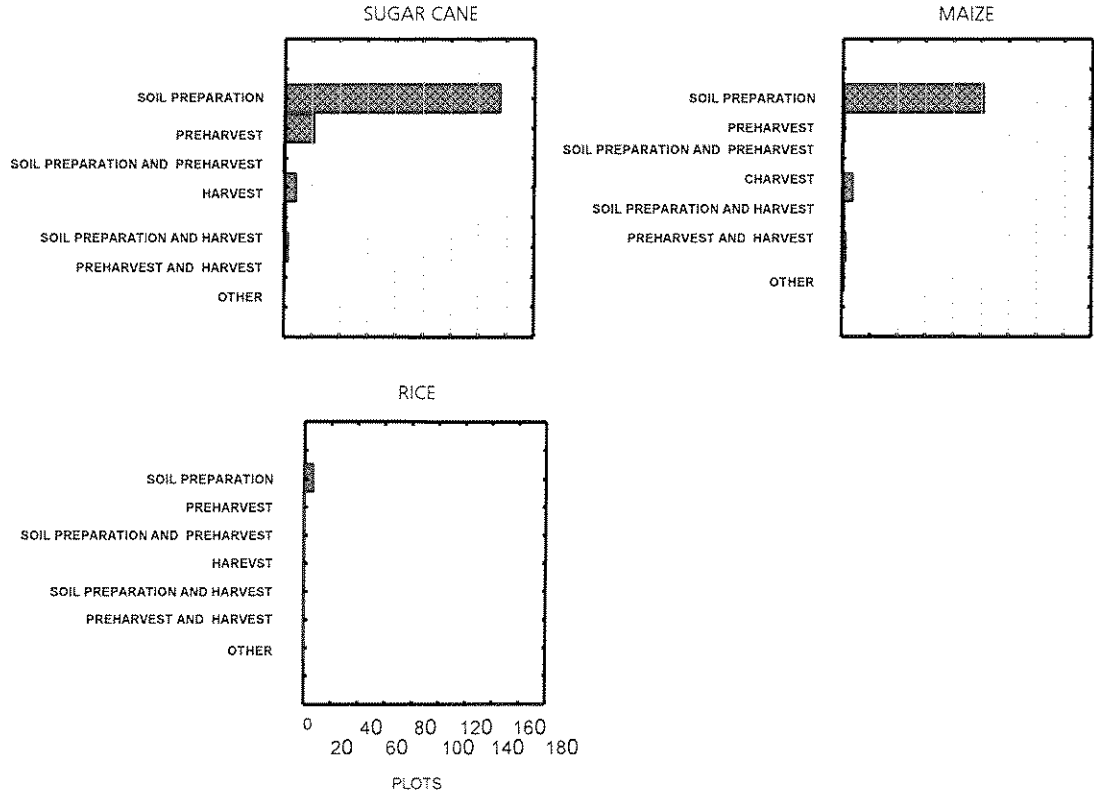 SUGAR CANE
SOIL PREPARATION
PREHARVEST
SOIL PREPARATION AND PREHARVEST
HARVEST
SOIL PREPARATION AND HARVEST
PREHARVEST AND HARVEST
OTHER
MAIZE
SOIL PREPARATION
PREHARVEST
SOIL PREPARATION AND PREHARVEST
CHARVEST
SOIL PREPARATION AND HARVEST
PREHARVEST AND HARVEST
OTHER
RICE
SOIL PREPARATION
PREHARVEST
SOIL PREPARATION AND PREHARVEST
HAREVST
SOIL PREPARATION AND HARVEST
PREHARVEST AND HARVEST
OTHER
0 40 80 120 160
20 60 100 140 180
PLOTS